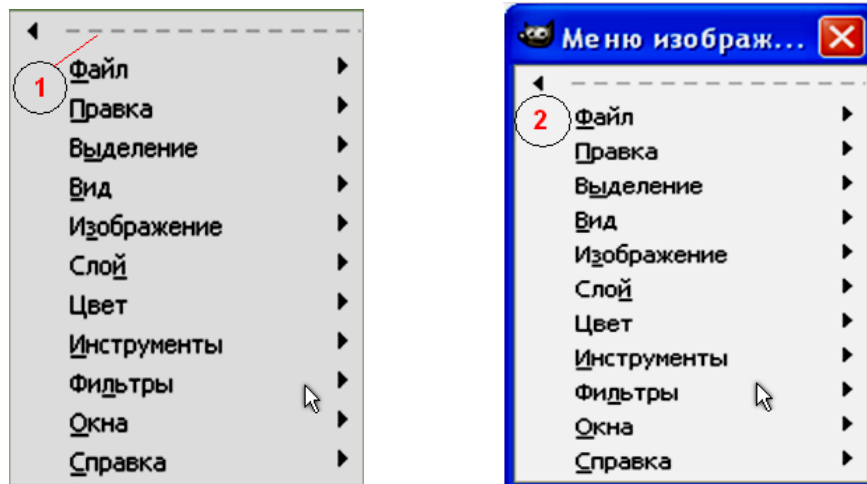 1
Файл
Правка
Выделение
Вид
Изображение
Слой
Цвет
Инструменты
Фильтры
Окна
Справка
Меню изображ...
2
Файл
Правка
Выделение
Вид
Изображение
Слой
Цвет
Инструменты
Фильтры
Окна
Справка